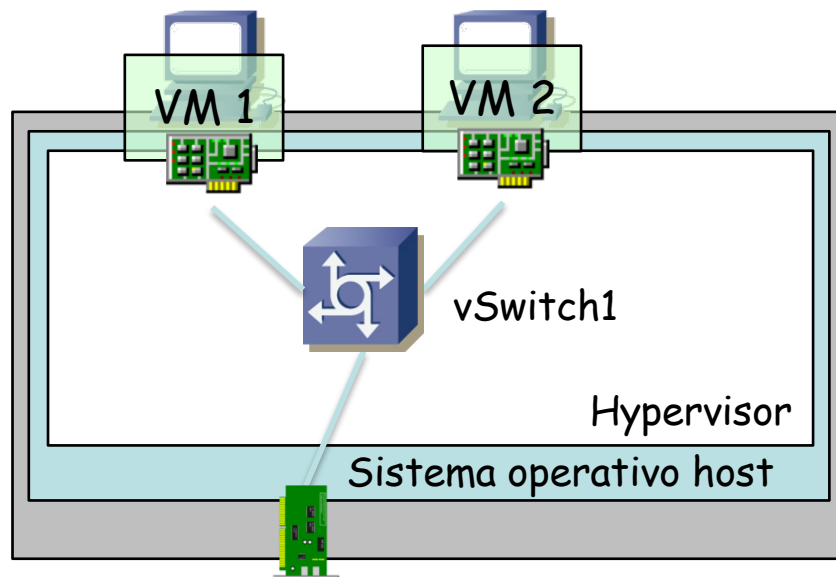 VM 1
VM 2
vSwitch1
Hypervisor
Sistema operativo host